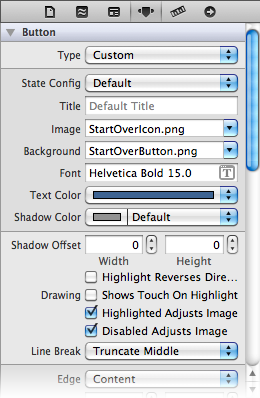 Button
Type Custom
State Config Default
Title Default Title
Image StartOverIcon.png
Background StartOverButton.png
Font Helvetica Bold 15.0 T
Text Color
Shadow Color Default
Shadow Offset 0 0
Width Height
Highlight Reverses Dire...
Drawing Shows Touch On Highlight
Highlighted Adjusts Image
Disabled Adjusts Image
Line Break Truncate Middle
Edge Content